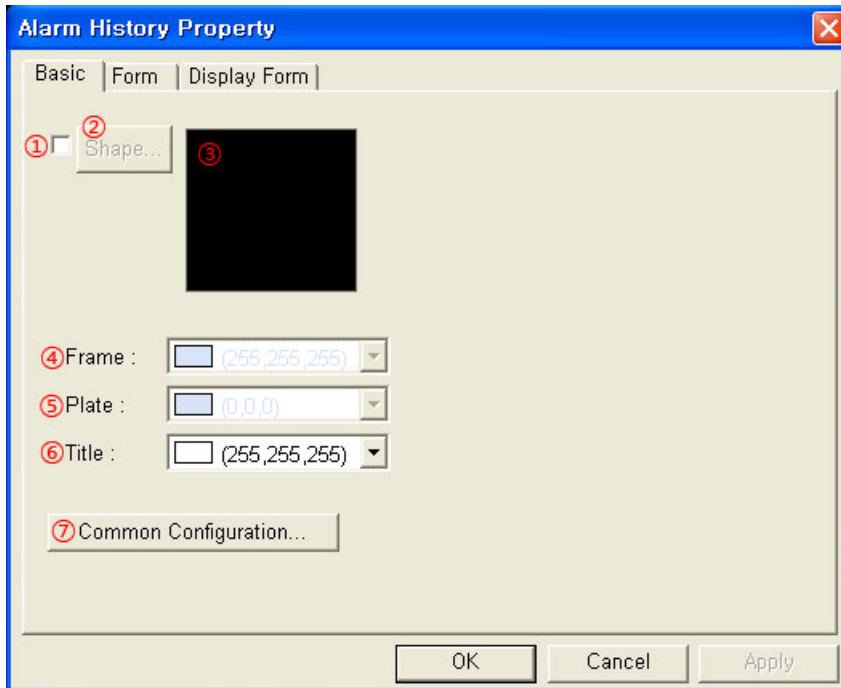 Alarm History Property
Basic Form Display Form
① ② Shape... ③
④Frame : (255,255,255)
⑤Plate : (0,0,0)
⑥Title : (255,255,255)
⑦Common Configuration...
OK Cancel Apply